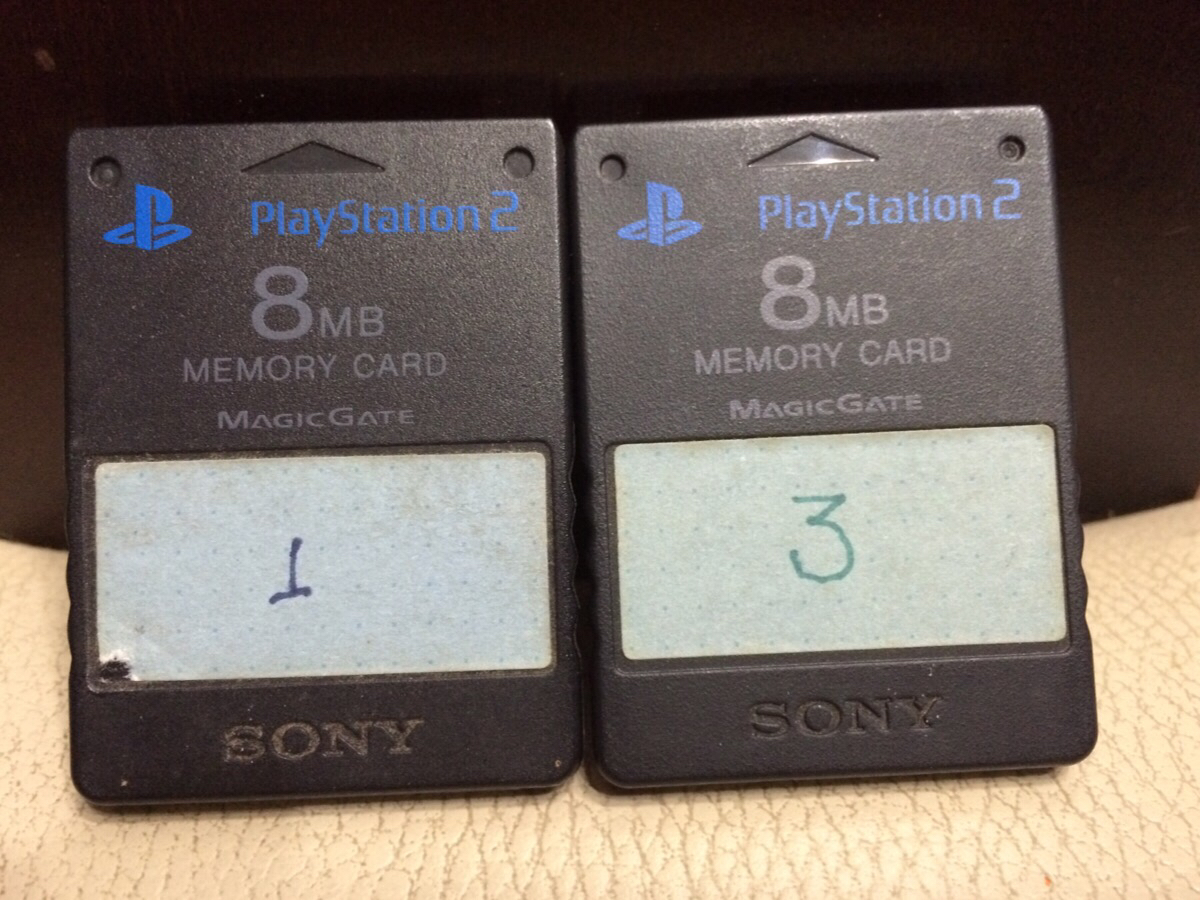 PlayStation 2
8MB
MEMORY CARD
MAGICGATE
1
SONY
PlayStation 2
8MB
MEMORY CARD
MAGICGATE
3
SONY